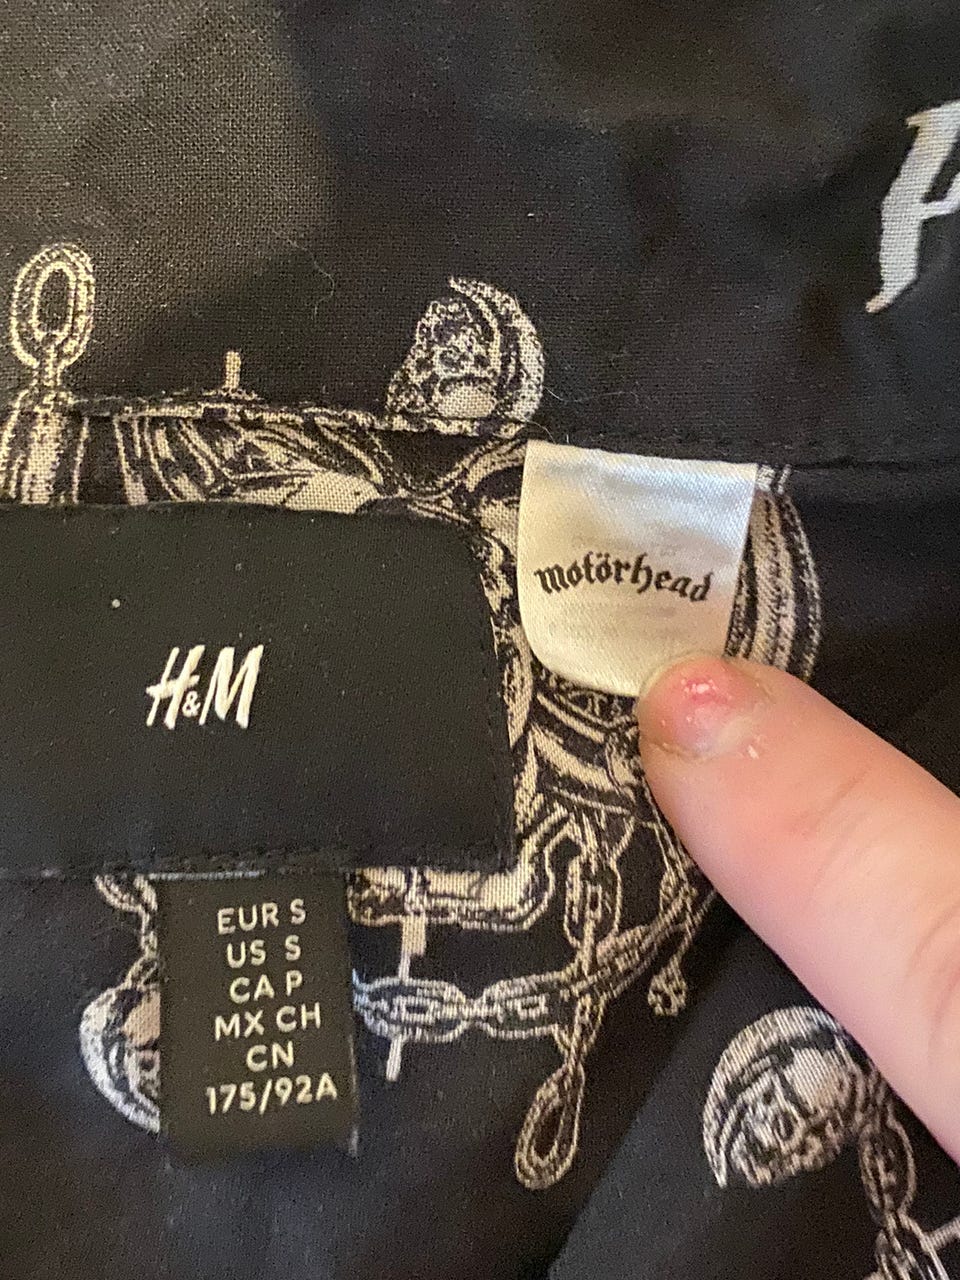 motörhead
H&M
EUR S
US S
CA P
MX CH
CN
175/92A